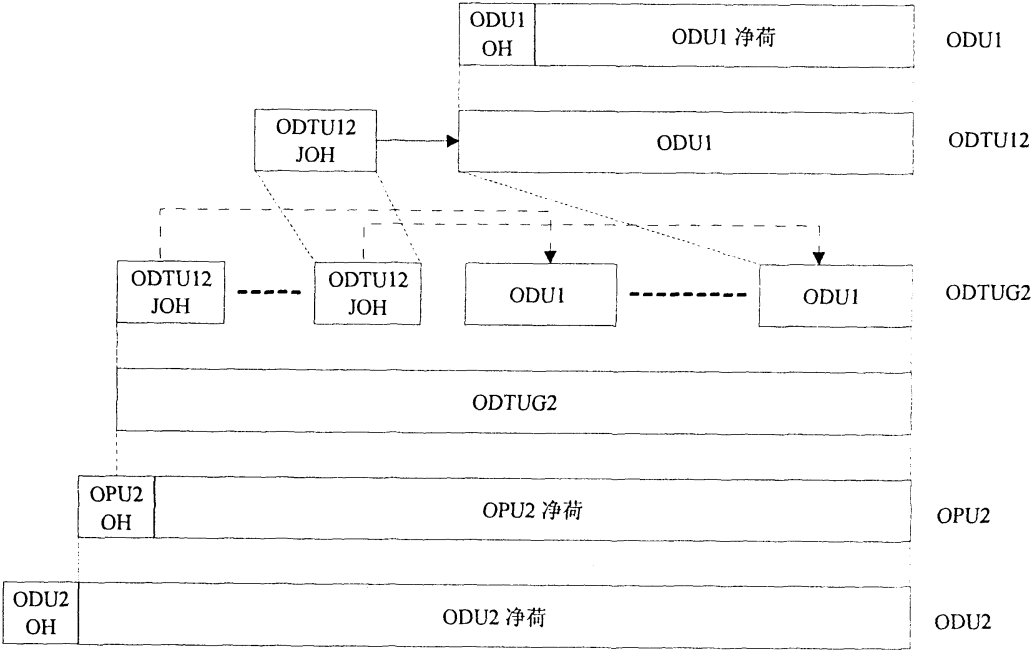 ODU1
OH
ODU1 净荷
ODU1
ODTU12
JOH
ODU1
ODTU12
ODTU12
JOH
ODTU12
JOH
ODU1
ODU1
ODTUG2
ODTUG2
OPU2
OH
OPU2 净荷
OPU2
ODU2
OH
ODU2 净荷
ODU2